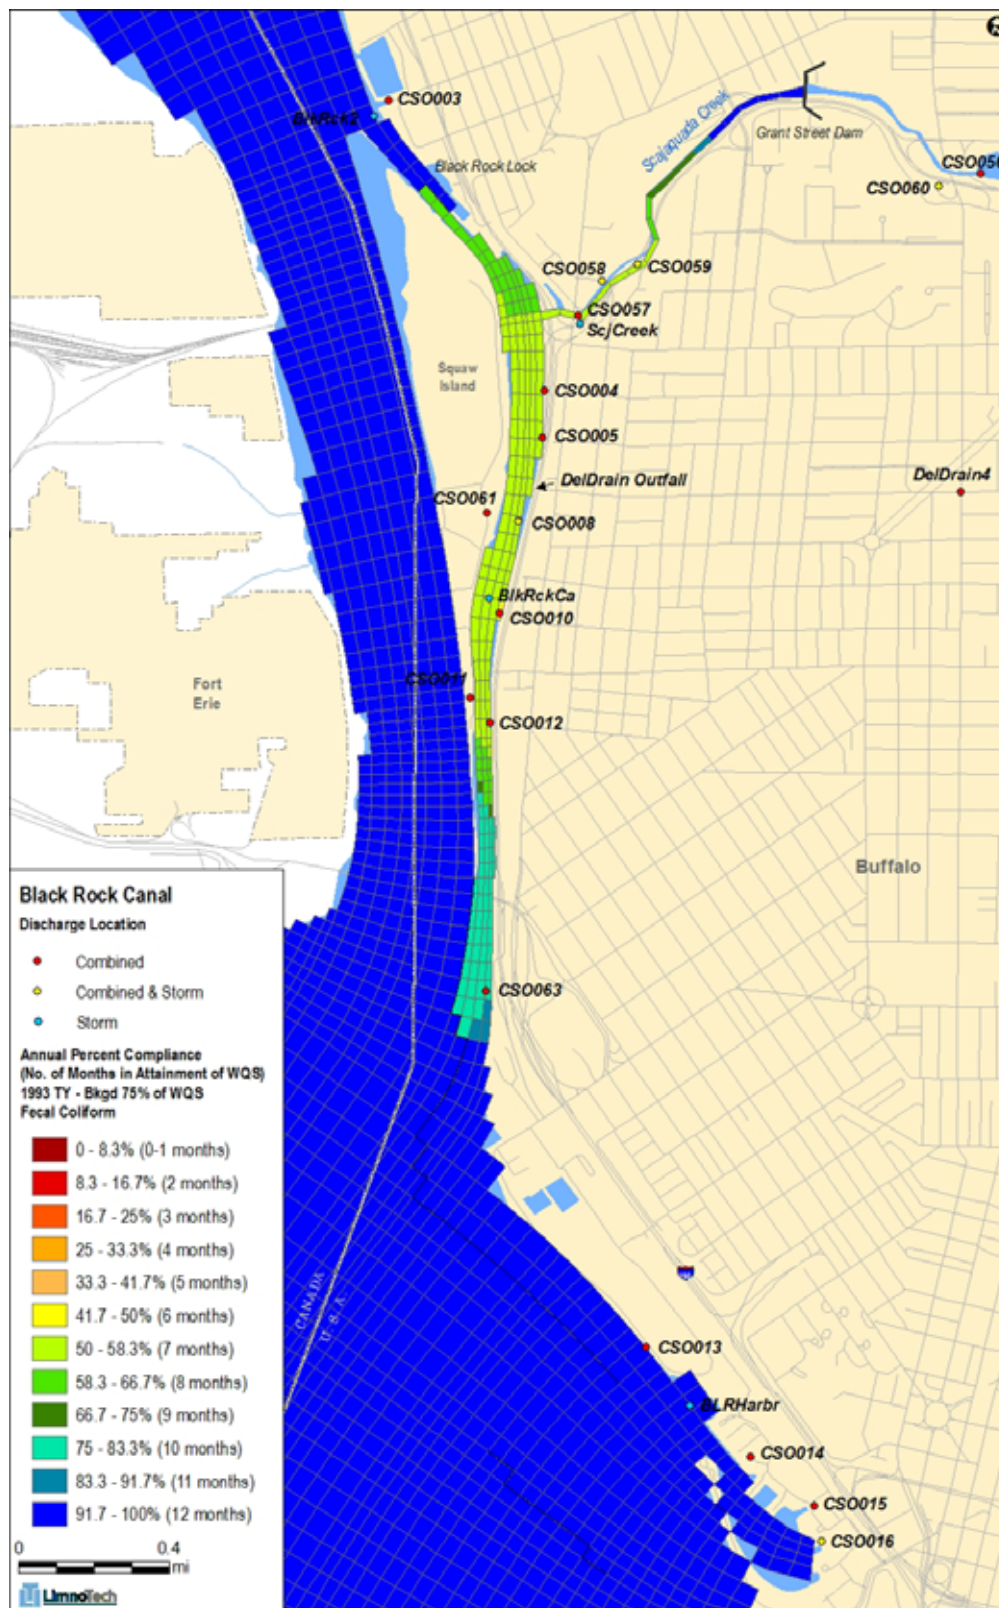 CSO003
BlkRck2
Scajaquada Creek
Grant Street Dam
Black Rock Lock
CSO060
CSO058
CSO059
CSO057
ScjCreek
Squaw
Island
CSO004
CSO005
DelDrain Outfall
DelDrain4
CSO061
CSO008
BlkRckCa
CSO010
Fort
Erie
CSO011
CSO012
Buffalo
CSO063
CANADA
U.S.A.
CSO013
BLRHarbr
CSO014
CSO015
CSO016
Black Rock Canal
Discharge Location
Combined
Combined & Storm
Storm
Annual Percent Compliance
(No. of Months in Attainment of WQS)
1993 TY - Bkgd 75% of WQS
Fecal Coliform
0 - 8.3% (0-1 months)
8.3 - 16.7% (2 months)
16.7 - 25% (3 months)
25 - 33.3% (4 months)
33.3 - 41.7% (5 months)
41.7 - 50% (6 months)
50 - 58.3% (7 months)
58.3 - 66.7% (8 months)
66.7 - 75% (9 months)
75 - 83.3% (10 months)
83.3 - 91.7% (11 months)
91.7 - 100% (12 months)
0 0.4
mi
LimnoTech